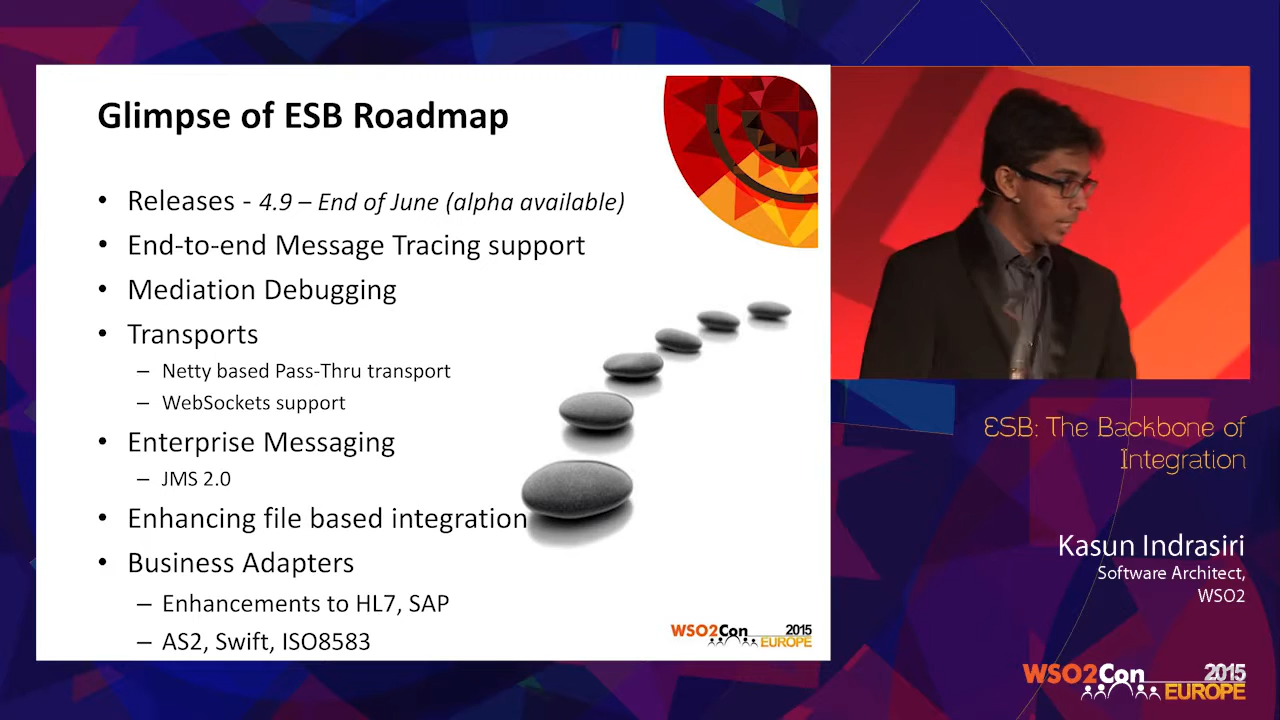 Glimpse of ESB Roadmap
• Releases - 4.9 – End of June (alpha available)
• End-to-end Message Tracing support
• Mediation Debugging
• Transports
– Netty based Pass-Thru transport
– WebSockets support
• Enterprise Messaging
– JMS 2.0
• Enhancing file based integration
• Business Adapters
– Enhancements to HL7, SAP
– AS2, Swift, ISO8583
WSO2Con 2015
EUROPE
ESB: The Backbone of
Integration
Kasun Indrasiri
Software Architect,
WSO2
WSO2Con 2015
EUROPE